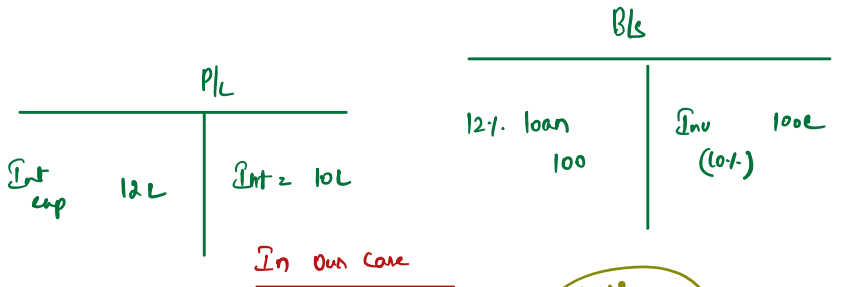 B/s
P/L
12%. loan
100
Inv 100L
(10%)
Int
exp 12L
Int = 10L
In our case